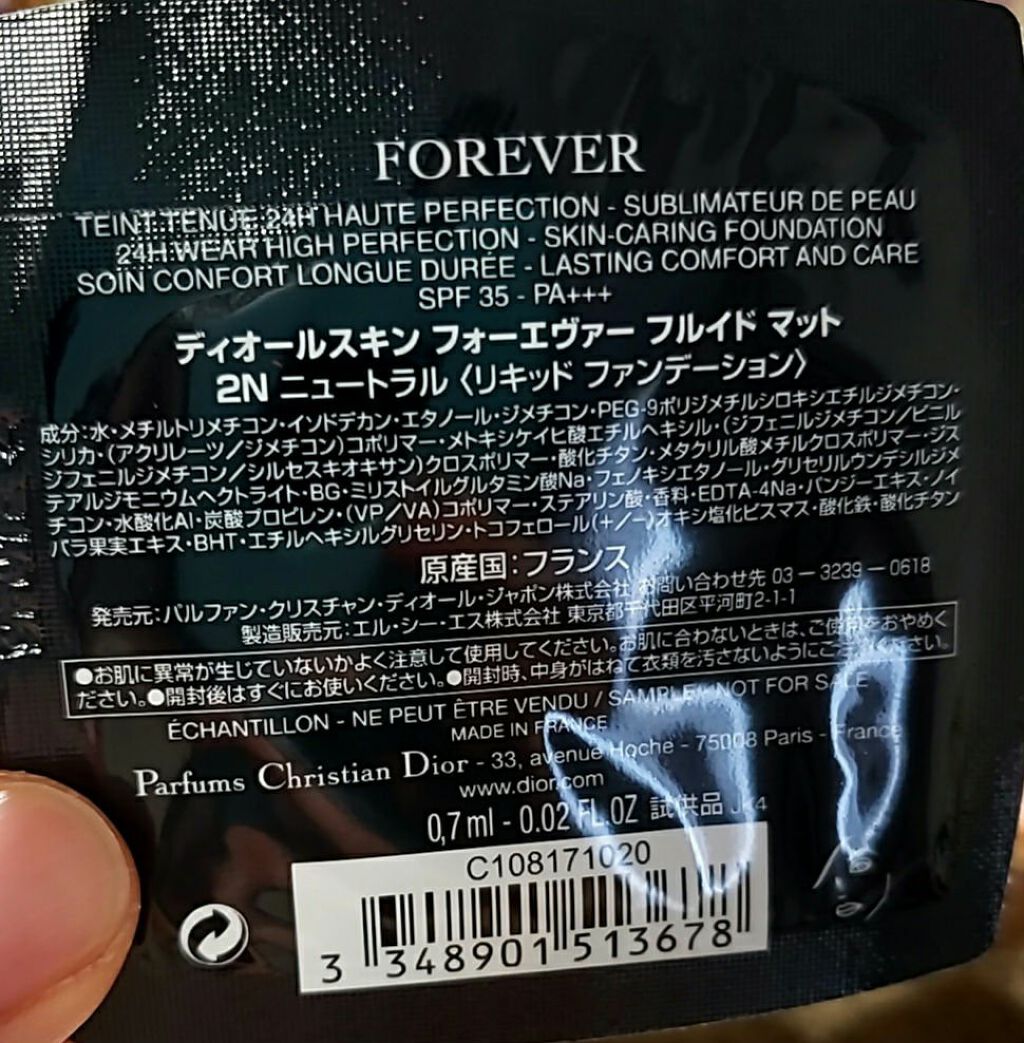 FOREVER
TEINT TENUE 24H HAUTE PERFECTION - SUBLIMATEUR DE PEAU
24H WEAR HIGH PERFECTION - SKIN-CARING FOUNDATION
SOIN CONFORT LONGUE DURÉE - LASTING COMFORT AND CARE
SPF 35 - PA+++
ディオールスキン フォーエヴァー フルイド マット
2N ニュートラル〈リキッド ファンデーション〉
成分:水・メチルトリメチコン・イソドデカン・エタノール・ジメチコン・PEG-9ポリジメチルシロキシエチルジメチコン・
シリカ・(アクリレーツ/ジメチコン)コポリマー・メトキシケイヒ酸エチルヘキシル・(ジフェニルジメチコン/ビニル
ジフェニルジメチコン/シルセスキオキサン)クロスポリマー・酸化チタン・メタクリル酸メチルクロスポリマー・ジス
テアルジモニウムヘクトライト・BG・ミリストイルグルタミン酸Na・フェノキシエタノール・グリセリルウンデシルジメ
チコン・水酸化Al・炭酸プロピレン・(VP/VA)コポリマー・ステアリン酸・香料・EDTA-4Na・パンジーエキス・ノイ
バラ果実エキス・BHT・エチルヘキシルグリセリン・トコフェロール(+/−)オキシ塩化ビスマス・酸化鉄・酸化チタン
原産国:フランス
発売元:パルファン・クリスチャン・ディオール・ジャポン株式会社 お問い合わせ先 03－3239－0618
製造販売元:エル・シー・エス株式会社 東京都千代田区平河町2-1-1
●お肌に異常が生じていないかよく注意して使用してください。お肌に合わないときは、ご使用をおやめく
ださい。●開封後はすぐにお使いください。●開封時、中身がはねて衣類を汚さないようにご注意ください。
ÉCHANTILLON - NE PEUT ÊTRE VENDU / SAMPLE - NOT FOR SALE
MADE IN FRANCE
Parfums Christian Dior - 33, avenue Hoche - 75008 Paris - France
www.dior.com
0,7 ml - 0.02 FL.OZ 試供品
C108171020
3 348901 513678